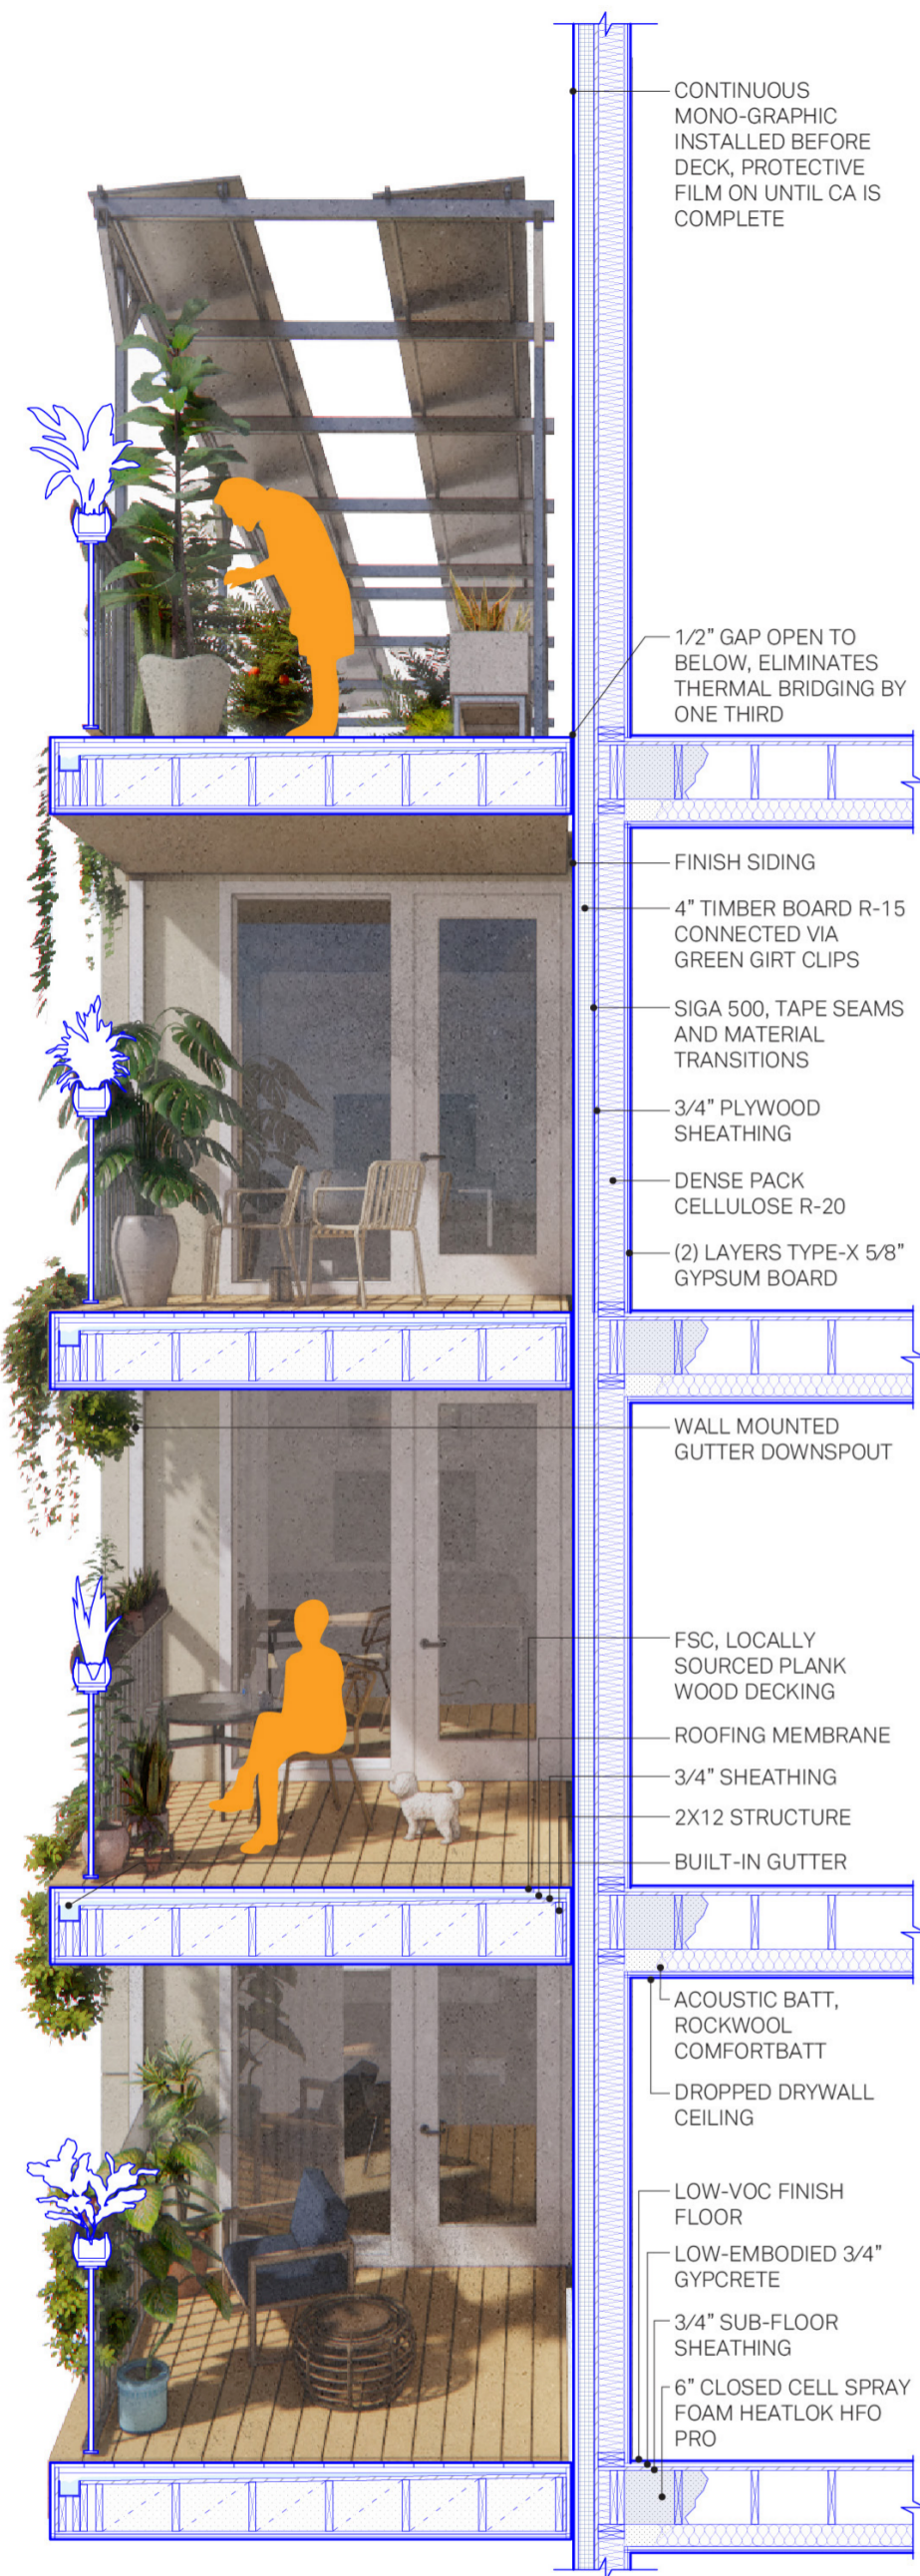 CONTINUOUS
MONO-GRAPHIC
INSTALLED BEFORE
DECK, PROTECTIVE
FILM ON UNTIL CA IS
COMPLETE
1/2” GAP OPEN TO
BELOW, ELIMINATES
THERMAL BRIDGING BY
ONE THIRD
FINISH SIDING
4” TIMBER BOARD R-15
CONNECTED VIA
GREEN GIRT CLIPS
SIGA 500, TAPE SEAMS
AND MATERIAL
TRANSITIONS
3/4” PLYWOOD
SHEATHING
DENSE PACK
CELLULOSE R-20
(2) LAYERS TYPE-X 5/8”
GYPSUM BOARD
WALL MOUNTED
GUTTER DOWNSPOUT
FSC, LOCALLY
SOURCED PLANK
WOOD DECKING
ROOFING MEMBRANE
3/4” SHEATHING
2X12 STRUCTURE
BUILT-IN GUTTER
ACOUSTIC BATT,
ROCKWOOL
COMFORTBATT
DROPPED DRYWALL
CEILING
LOW-VOC FINISH
FLOOR
LOW-EMBODIED 3/4”
GYPCRETE
3/4” SUB-FLOOR
SHEATHING
6” CLOSED CELL SPRAY
FOAM HEATLOK HFO
PRO